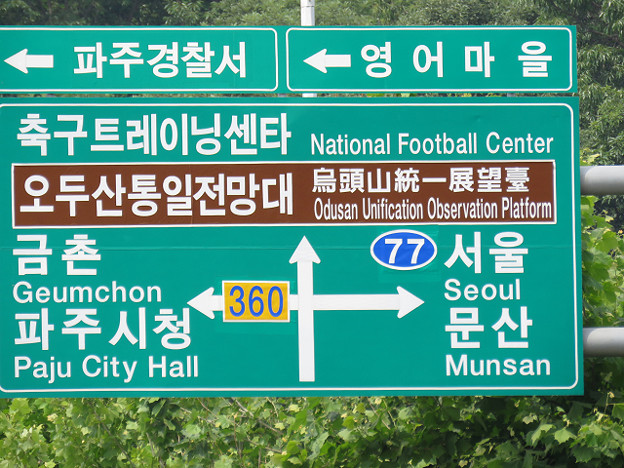 파주경찰서
영어마을
축구트레이닝센타 National Football Center
오두산통일전망대 烏頭山統一展望臺
Odusan Unification Observation Platform
금촌
Geumchon
파주시청
Paju City Hall
360
77
서울
Seoul
문산
Munsan